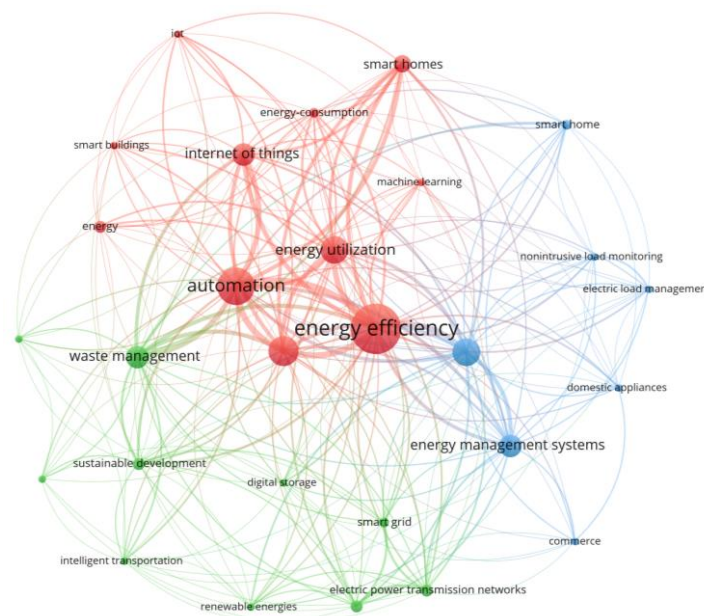 iot
smart homes
energy-consumption
smart home
smart buildings
internet of things
machine learning
energy
energy utilization
nonintrusive load monitoring
automation
electric load managemer
energy efficiency
waste management
domestic appliances
energy management systems
sustainable development
digital storage
smart grid
commerce
intelligent transportation
electric power transmission networks
renewable energies